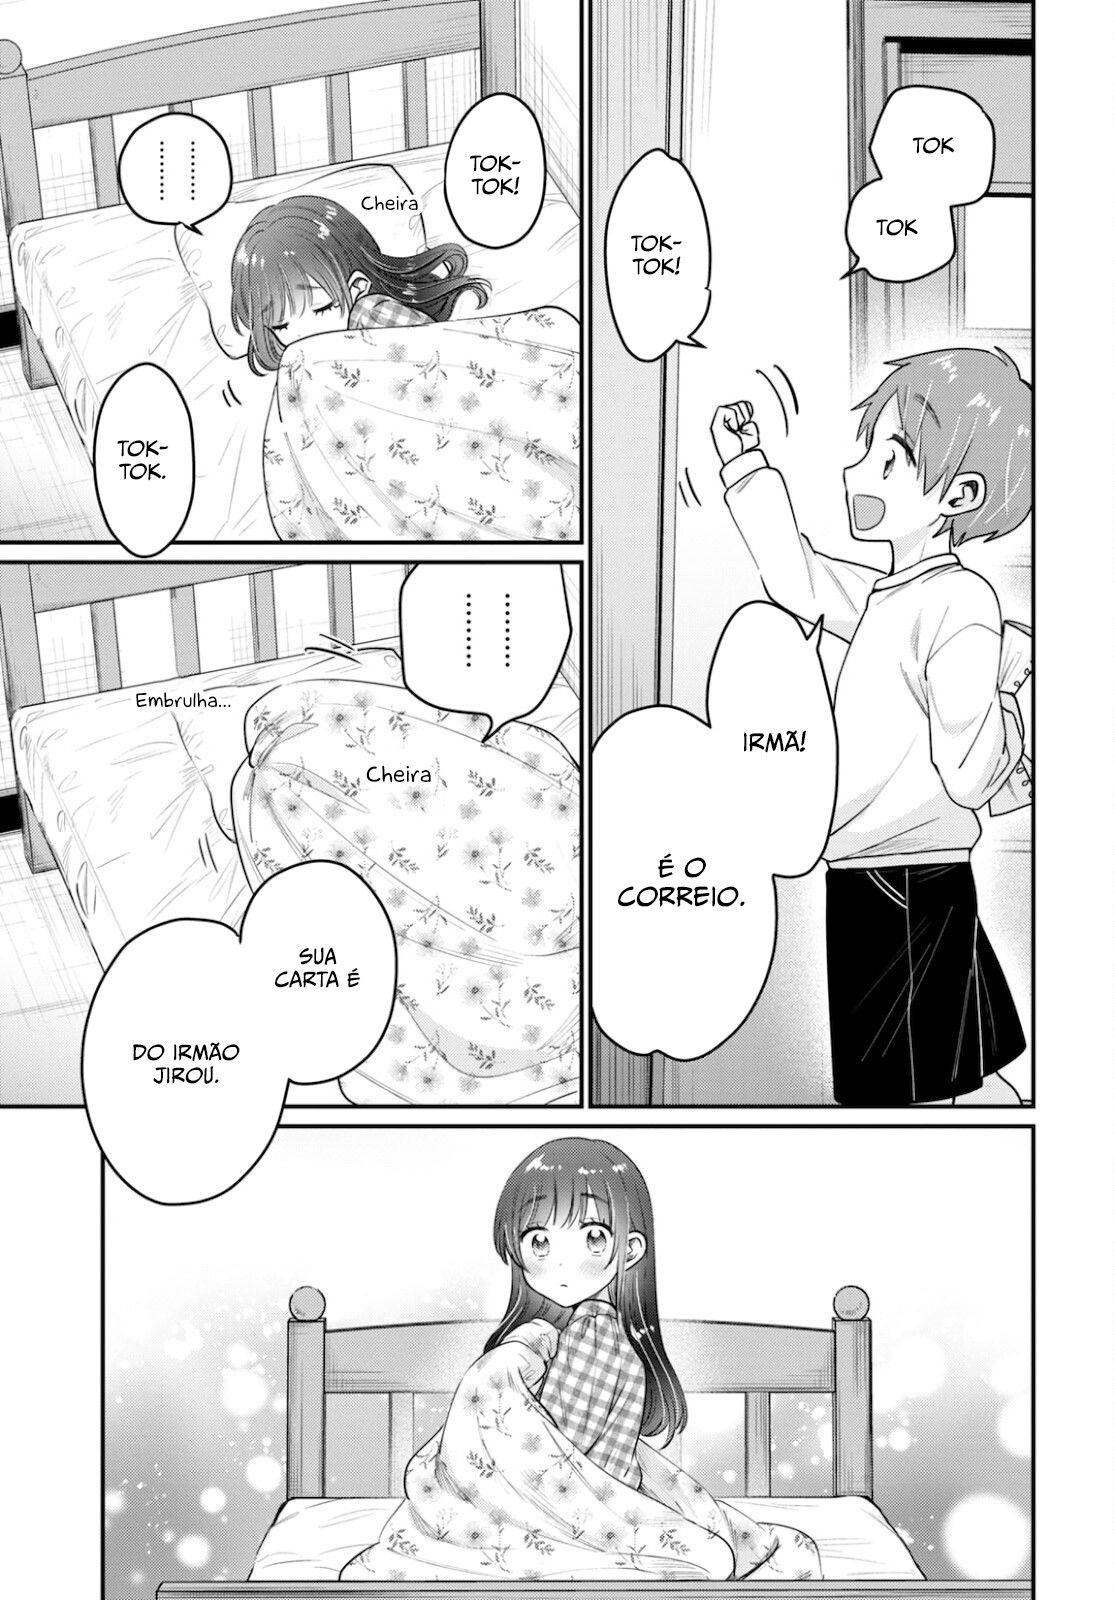 TOK
TOK
TOK-
TOK!
IRMÃ!
É O
CORREIO.
TOK-
TOK!
Cheira
..........
TOK-
TOK.
..........
Embrulha...
Cheira
SUA
CARTA É
DO IRMÃO
JIROU.